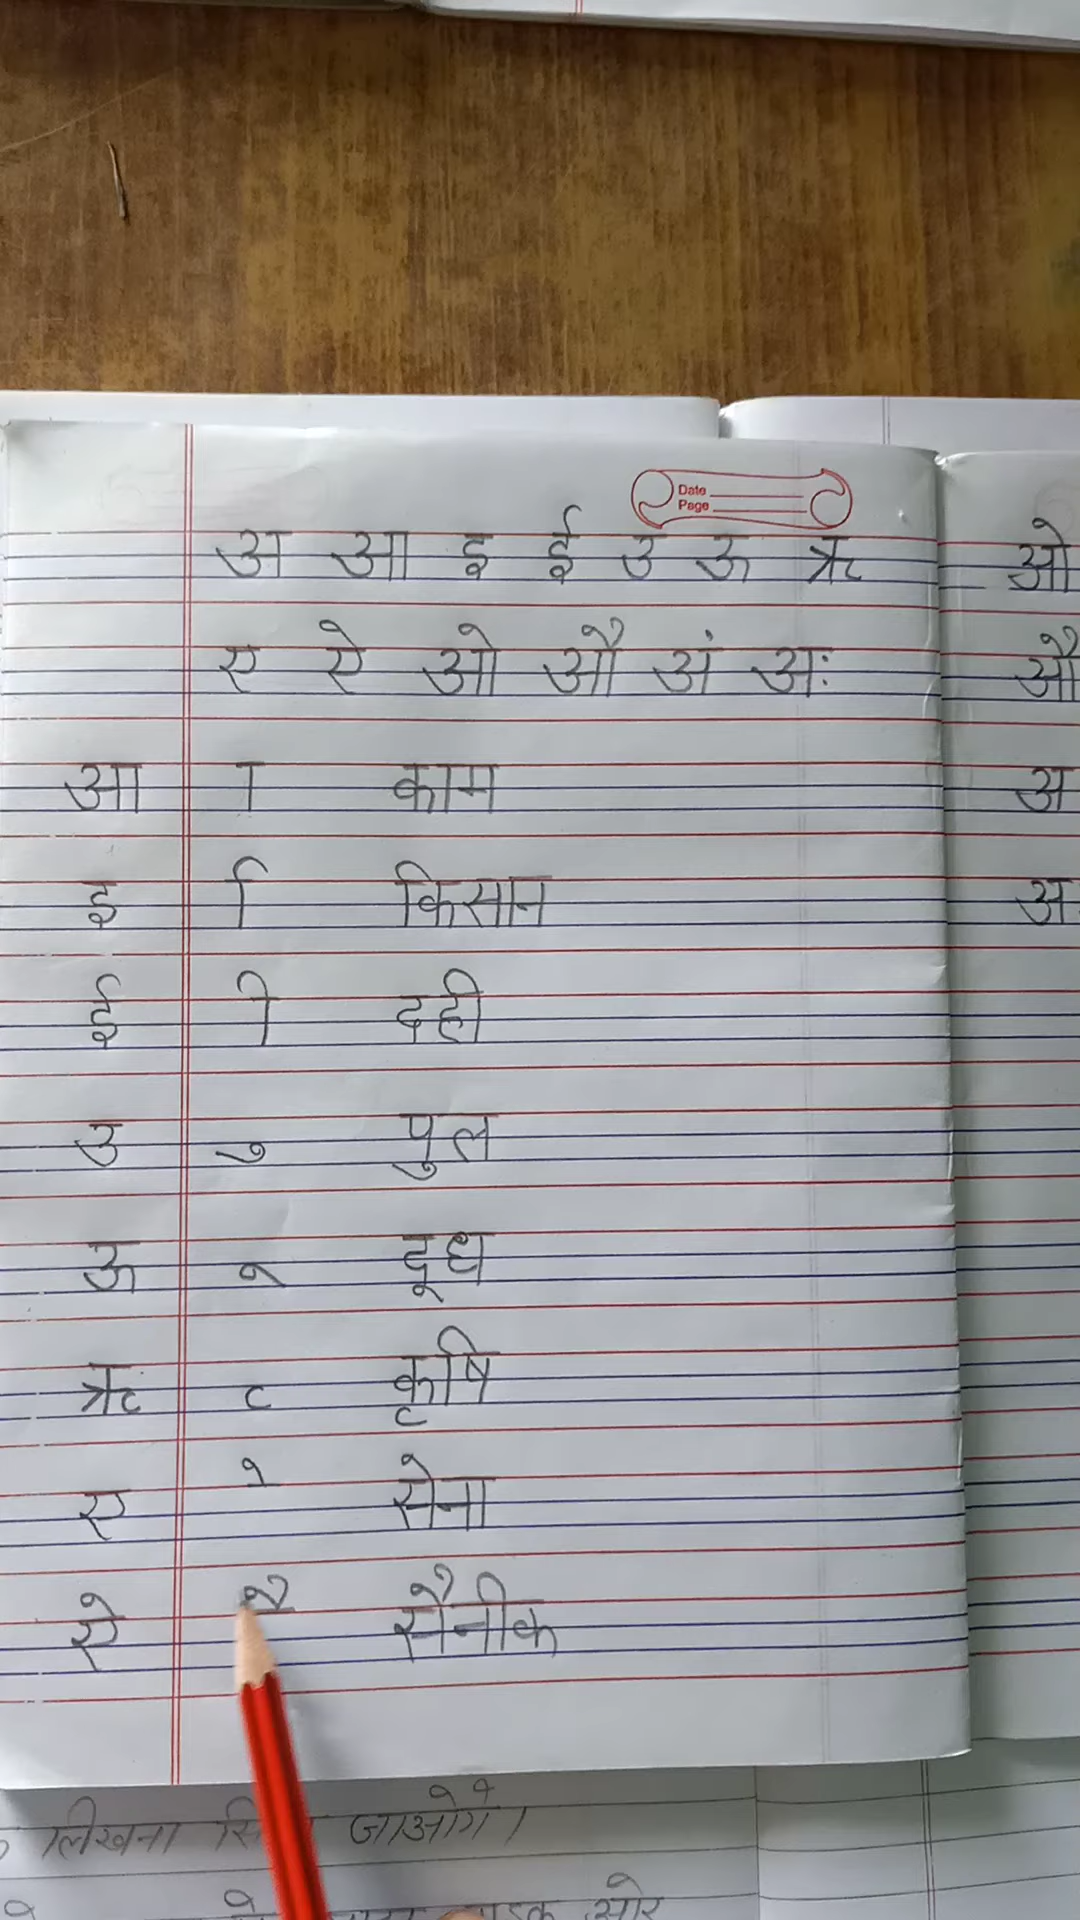 Date
Page
अ आ इ ई उ ऊ ऋ
ए ऐ ओ औ अं अः
आ ा काम
इ ि किसान
ई ी दही
उ ु पुल
ऊ ू दूध
ऋ ृ कृषि
ए े सेना
ऐ ै सैनीक
ओ
औ
अ
अ
लिखना जाओगे।
और